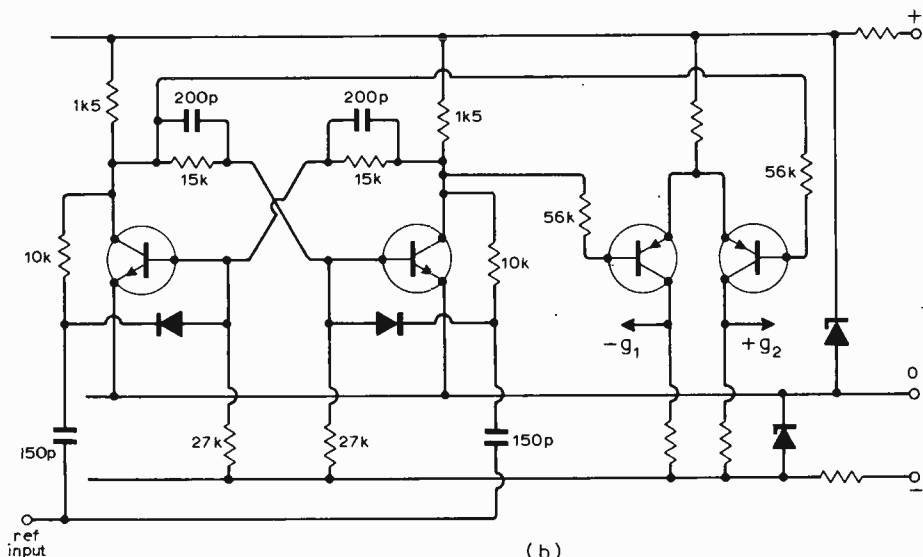 +
1k5
200p
200p
1k5
15k
15k
56k
56k
10k
10k
-g1
+g2
0
27k
27k
150p
150p
-
ref
input
(b)